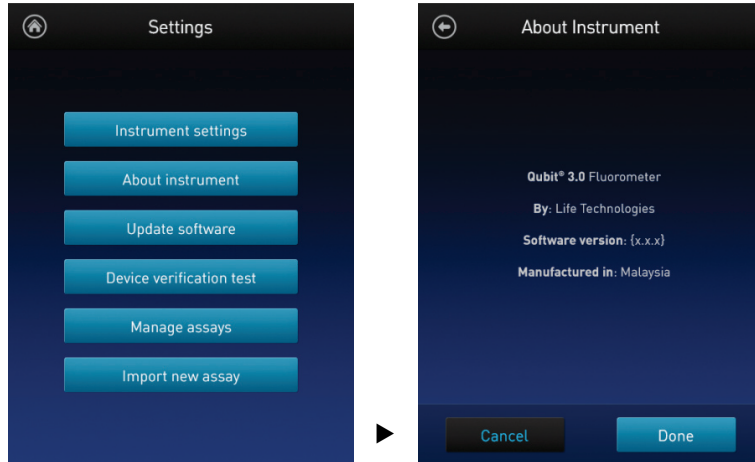 Settings
Instrument settings
About instrument
Update software
Device verification test
Manage assays
Import new assay
About Instrument
Qubit® 3.0 Fluorometer
By: Life Technologies
Software version: {x.x.x}
Manufactured in: Malaysia
Cancel
Done